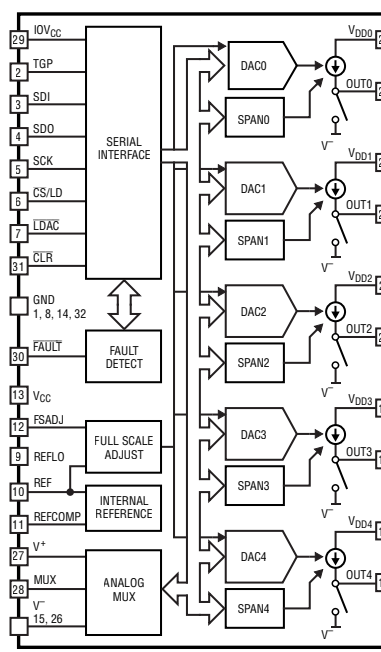 29 IOVCC
2 TGP
3 SDI
4 SDO
5 SCK
6 CS/LD
7 LDAC
31 CLR
GND
1, 8, 14, 32
30 FAULT
13 VCC
12 FSADJ
9 REFLO
10 REF
11 REFCOMP
27 V+
28 MUX
V–
15, 26
SERIAL
INTERFACE
FAULT
DETECT
FULL SCALE
ADJUST
INTERNAL
REFERENCE
ANALOG
MUX
DAC0
SPAN0
VDD0
OUT0
V–
DAC1
SPAN1
VDD1
OUT1
V–
DAC2
SPAN2
VDD2
OUT2
V–
DAC3
SPAN3
VDD3
OUT3
V–
DAC4
SPAN4
VDD4
OUT4
V–